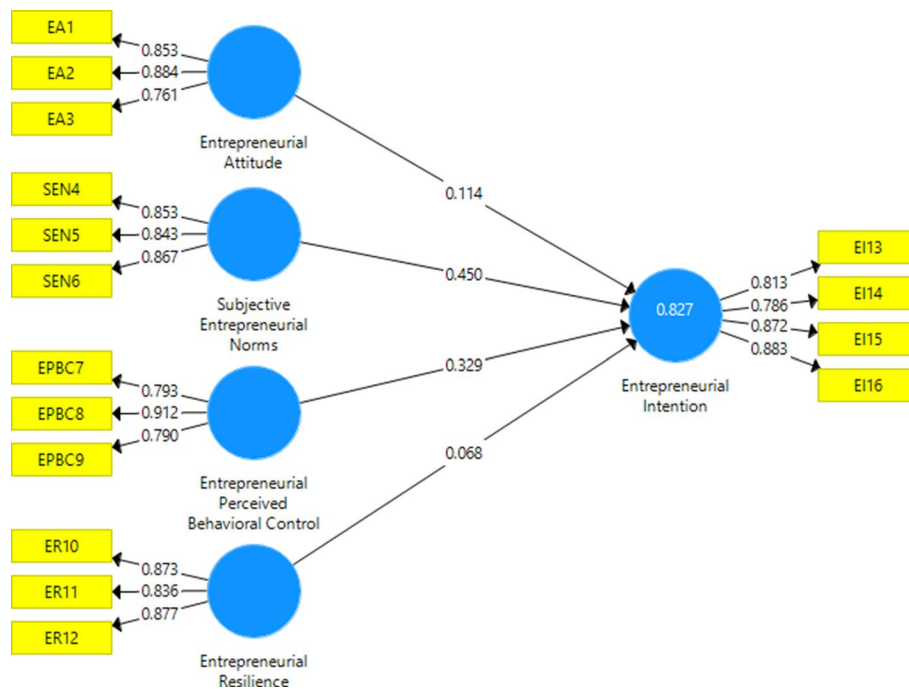 EA1
0.853
EA2
0.884
EA3
0.761
Entrepreneurial
Attitude
0.114
SEN4
0.853
SEN5
0.843
SEN6
0.867
Subjective
Entrepreneurial
Norms
0.450
EPBC7
0.793
EPBC8
0.912
EPBC9
0.790
Entrepreneurial
Perceived
Behavioral Control
0.329
ER10
0.873
ER11
0.836
ER12
0.877
Entrepreneurial
Resilience
0.068
0.827
Entrepreneurial
Intention
EI13
0.813
EI14
0.786
EI15
0.872
EI16
0.883